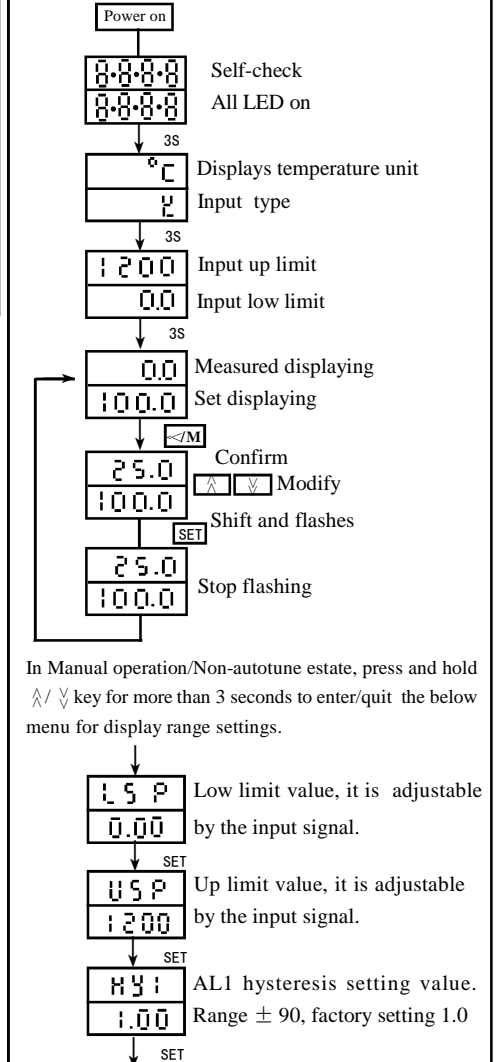 Power on
8.8.8.8 Self-check
8.8.8.8 All LED on
3S
°C Displays temperature unit
K Input type
3S
1200 Input up limit
0.0 Input low limit
3S
0.0 Measured displaying
100.0 Set displaying
</M
25.0 Confirm
100.0 Modify
Shift and flashes
SET
25.0
100.0 Stop flashing
In Manual operation/Non-autotune estate, press and hold
/ key for more than 3 seconds to enter/quit the below
menu for display range settings.
LSP Low limit value, it is adjustable
0.00 by the input signal.
SET
USP Up limit value, it is adjustable
1200 by the input signal.
SET
HY1 AL1 hysteresis setting value.
1.00 Range ± 90, factory setting 1.0
SET